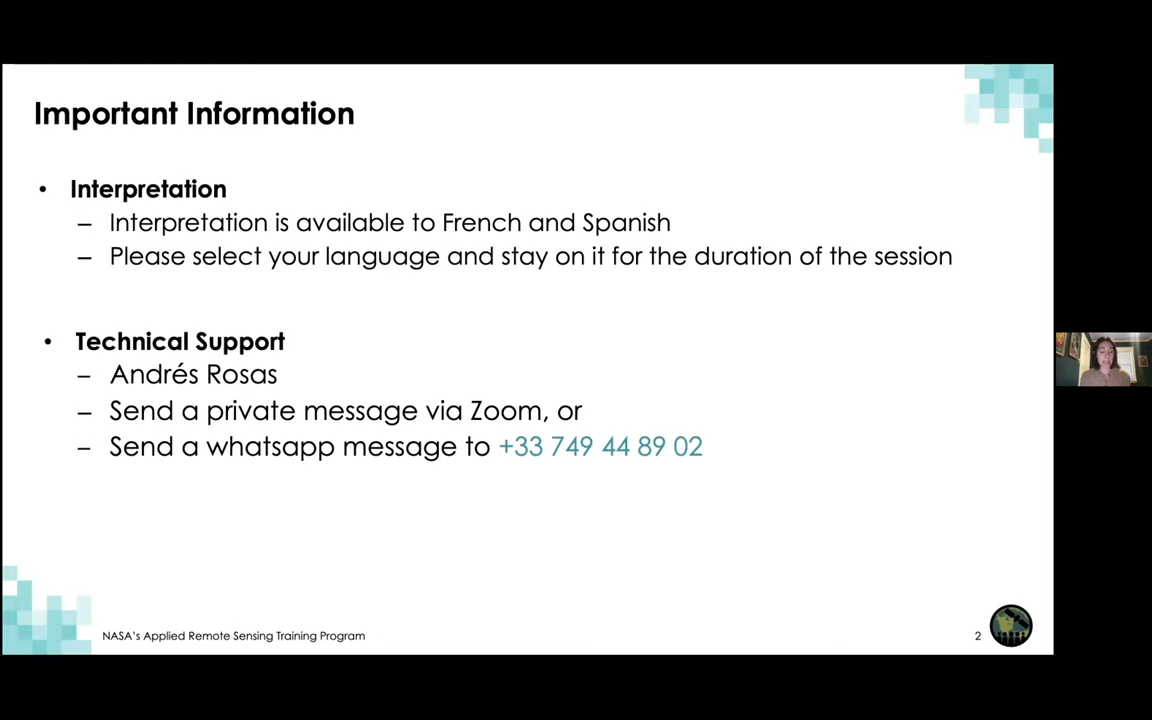 Important Information
• Interpretation
– Interpretation is available to French and Spanish
– Please select your language and stay on it for the duration of the session
• Technical Support
– Andrés Rosas
– Send a private message via Zoom, or
– Send a whatsapp message to +33 749 44 89 02
NASA's Applied Remote Sensing Training Program
2